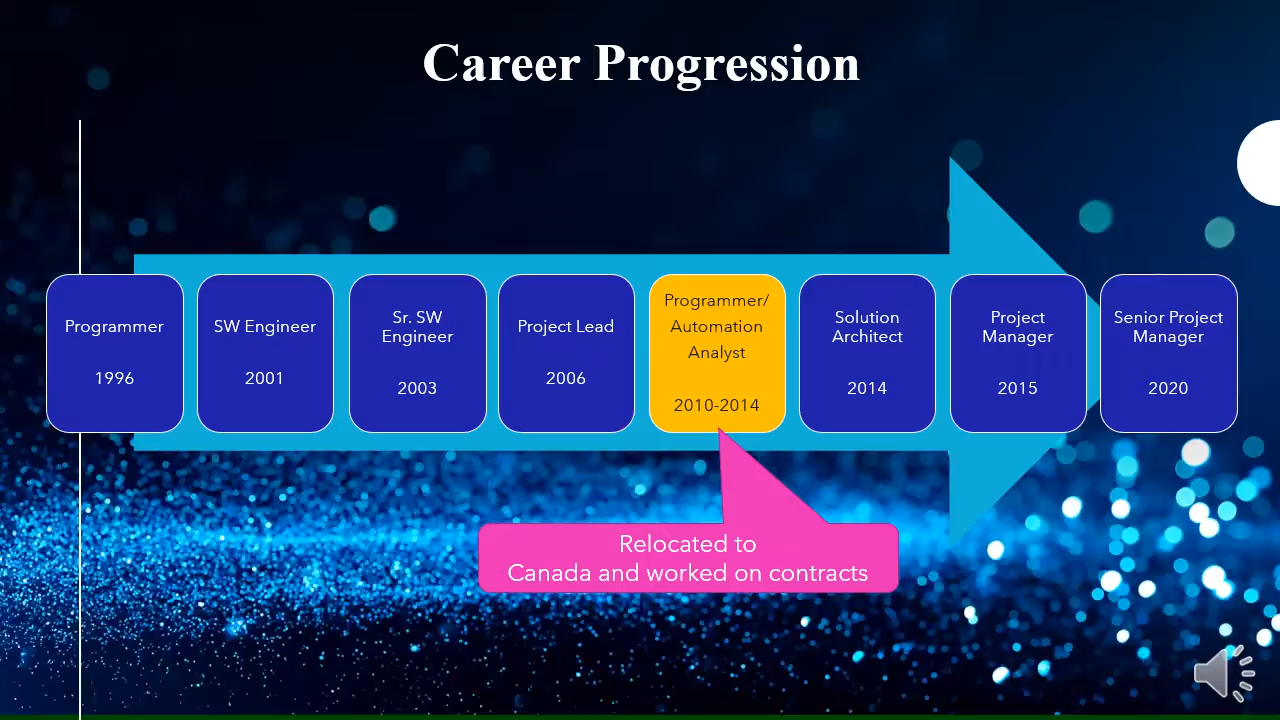 Career Progression
Programmer
1996
SW Engineer
2001
Sr. SW
Engineer
2003
Project Lead
2006
Programmer/
Automation
Analyst
2010-2014
Solution
Architect
2014
Project
Manager
2015
Senior Project
Manager
2020
Relocated to
Canada and worked on contracts